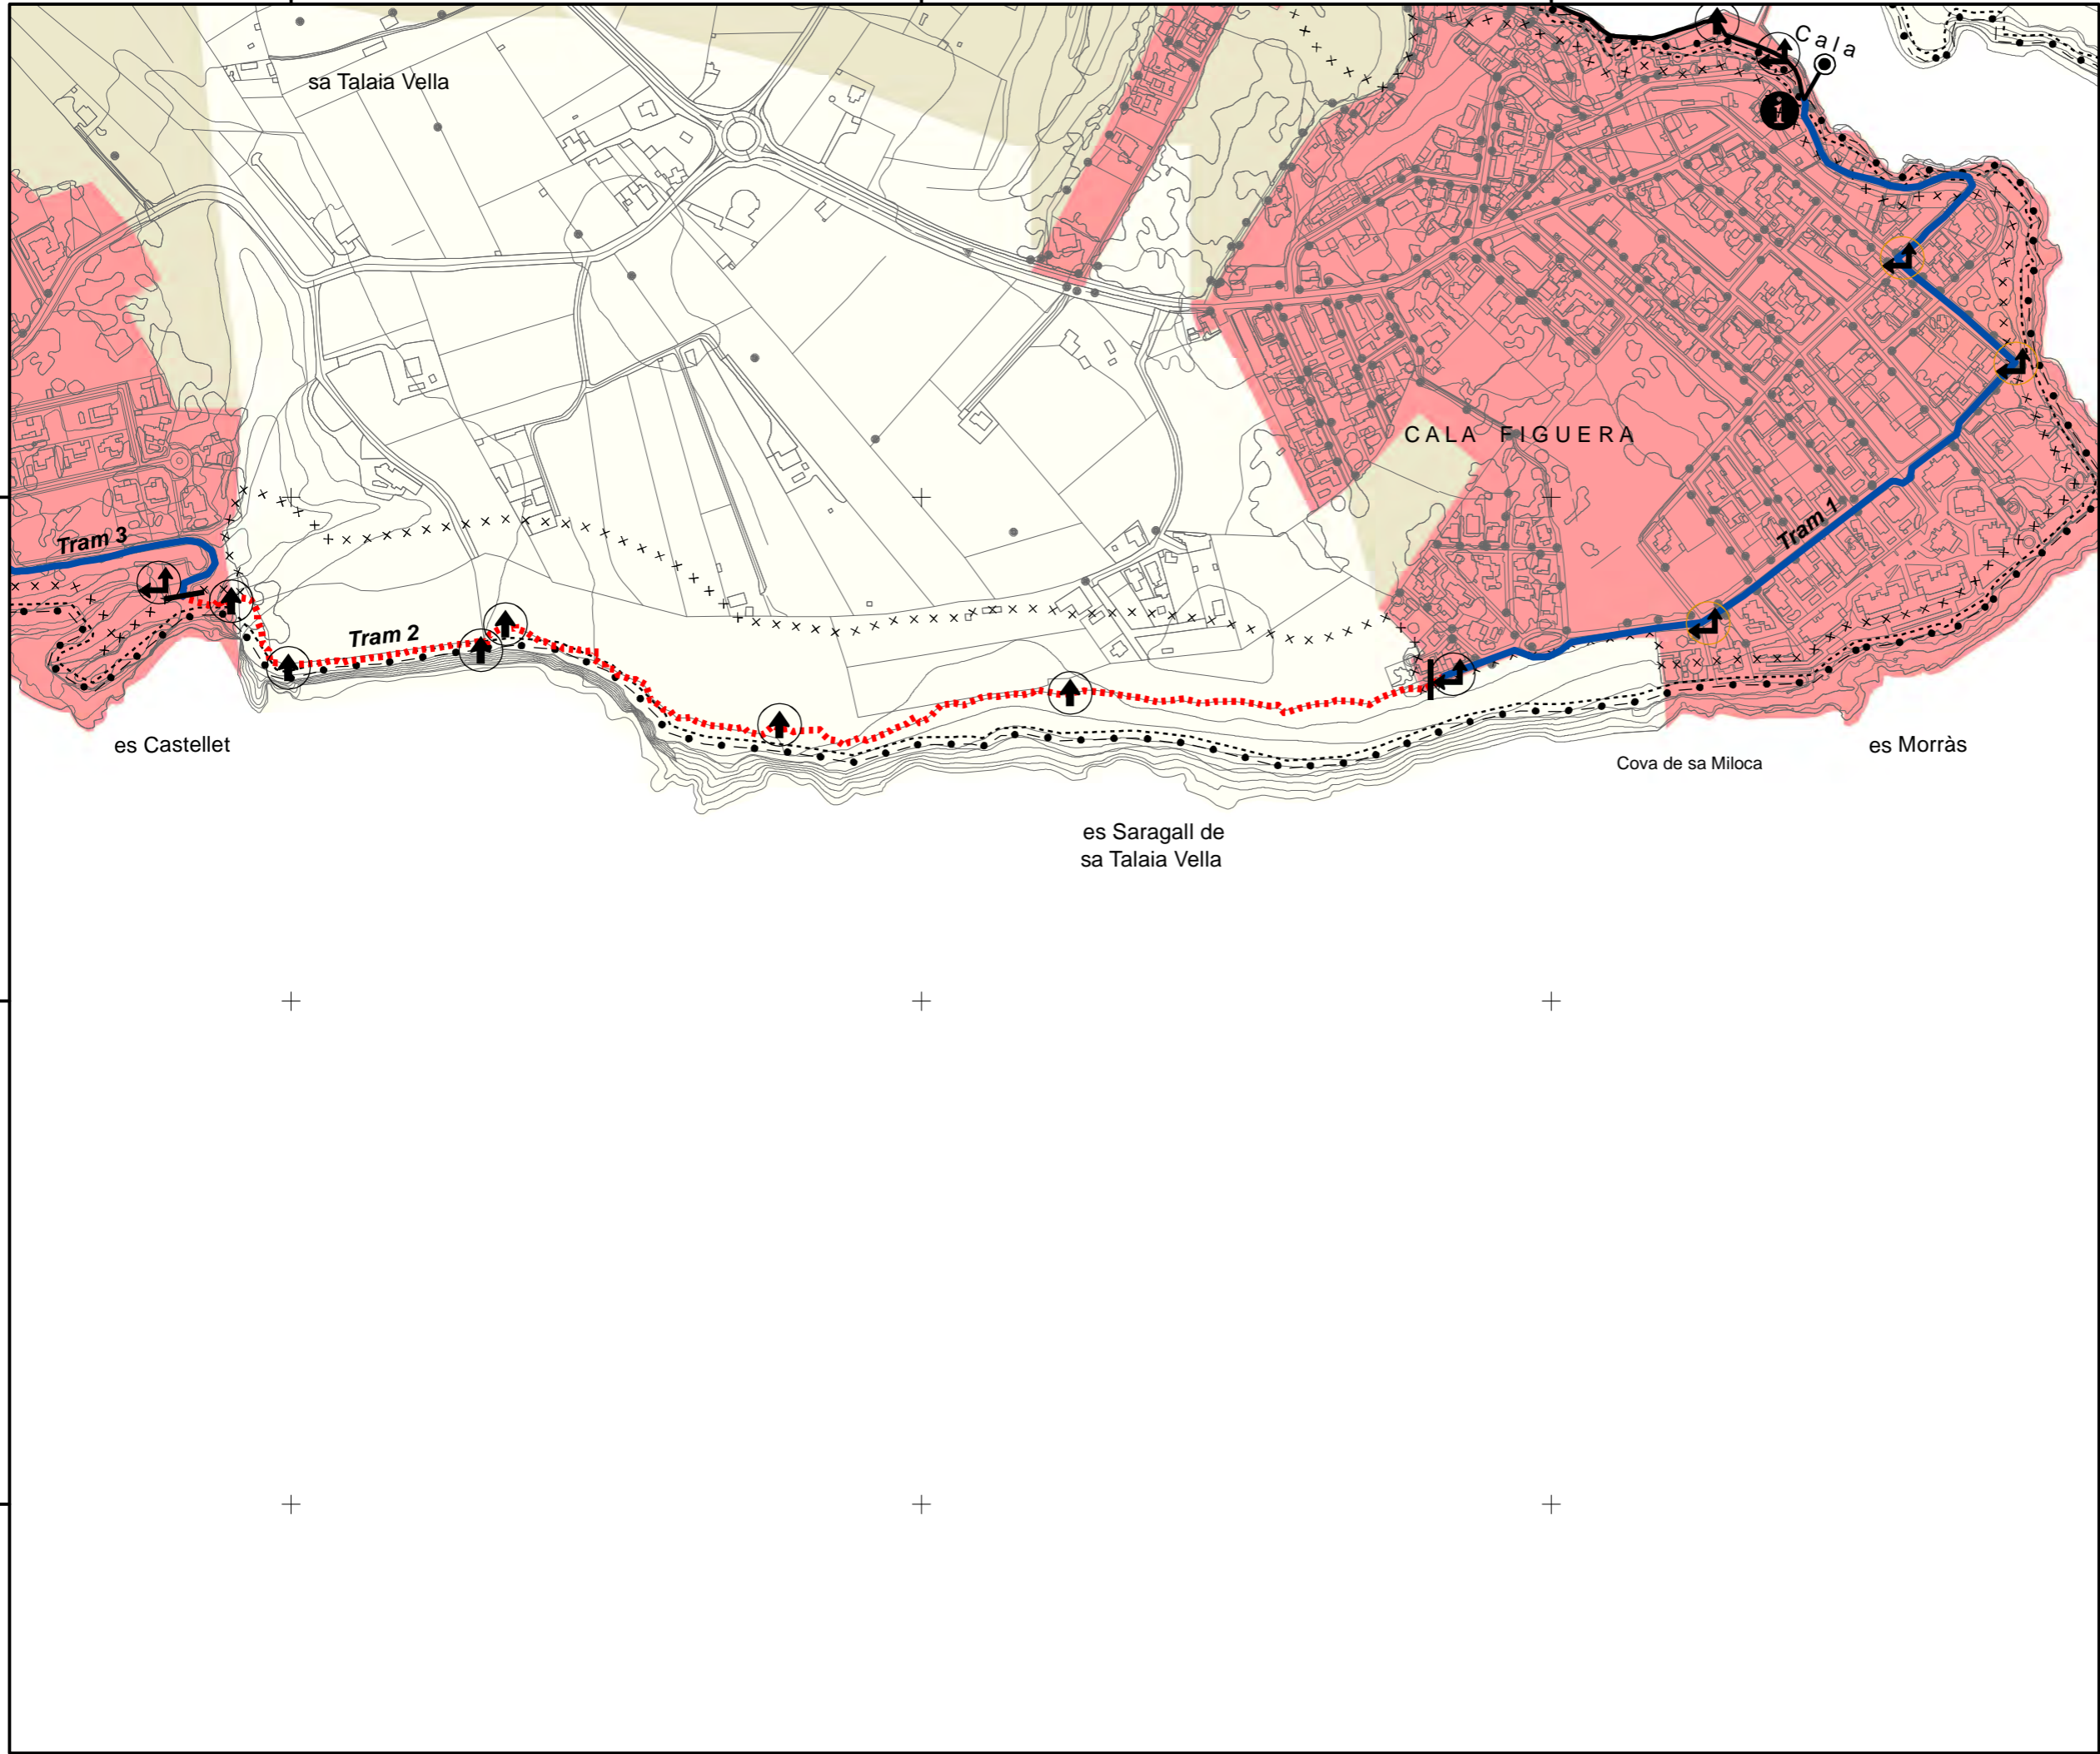 Cala
sa Talaia Vella
i
CALA FIGUERA
Tram 1
Tram 3
Tram 2
es Castellet
es Morràs
Cova de sa Miloca
es Saragall de
sa Talaia Vella